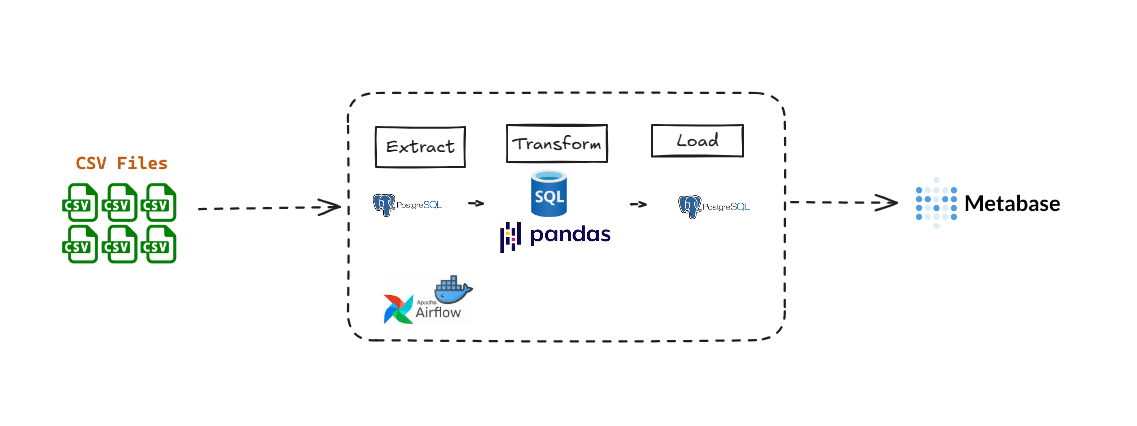 CSV Files
CSV CSV CSV
CSV CSV CSV
Extract
Transform
Load
PostgreSQL
SQL
pandas
PostgreSQL
Apache
Airflow
Metabase